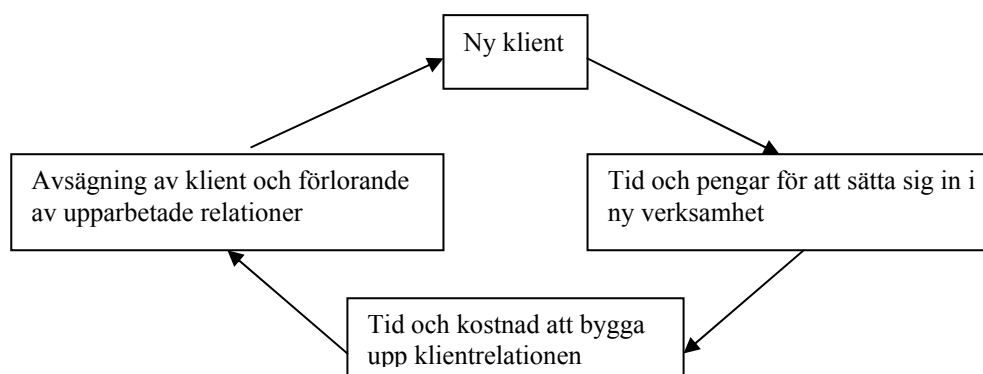 Ny klient
Avsägning av klient och förlorande
av upparbetade relationer
Tid och pengar för att sätta sig in i
ny verksamhet
Tid och kostnad att bygga
upp klientrelationen